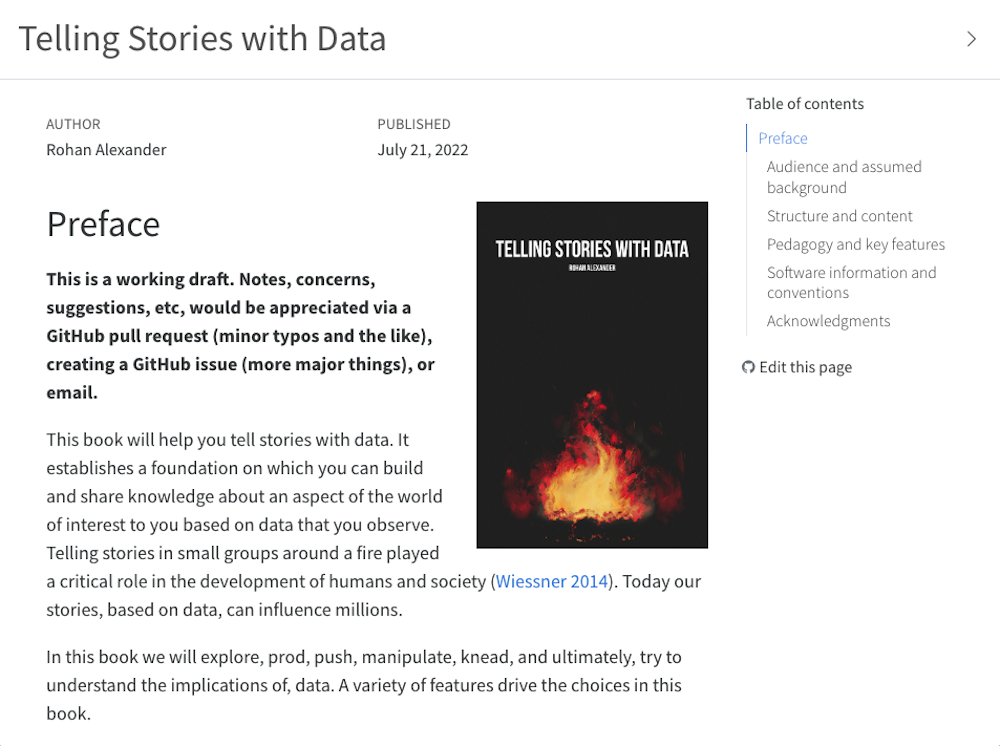 Telling Stories with Data
AUTHOR
Rohan Alexander
PUBLISHED
July 21, 2022
Preface
This is a working draft. Notes, concerns,
suggestions, etc, would be appreciated via a
GitHub pull request (minor typos and the like),
creating a GitHub issue (more major things), or
email.
TELLING STORIES WITH DATA
ROHAN ALEXANDER
This book will help you tell stories with data. It
establishes a foundation on which you can build
and share knowledge about an aspect of the world
of interest to you based on data that you observe.
Telling stories in small groups around a fire played
a critical role in the development of humans and society (Wiessner 2014). Today our
stories, based on data, can influence millions.
In this book we will explore, prod, push, manipulate, knead, and ultimately, try to
understand the implications of, data. A variety of features drive the choices in this
book.
Table of contents
Preface
Audience and assumed
background
Structure and content
Pedagogy and key features
Software information and
conventions
Acknowledgments
Edit this page